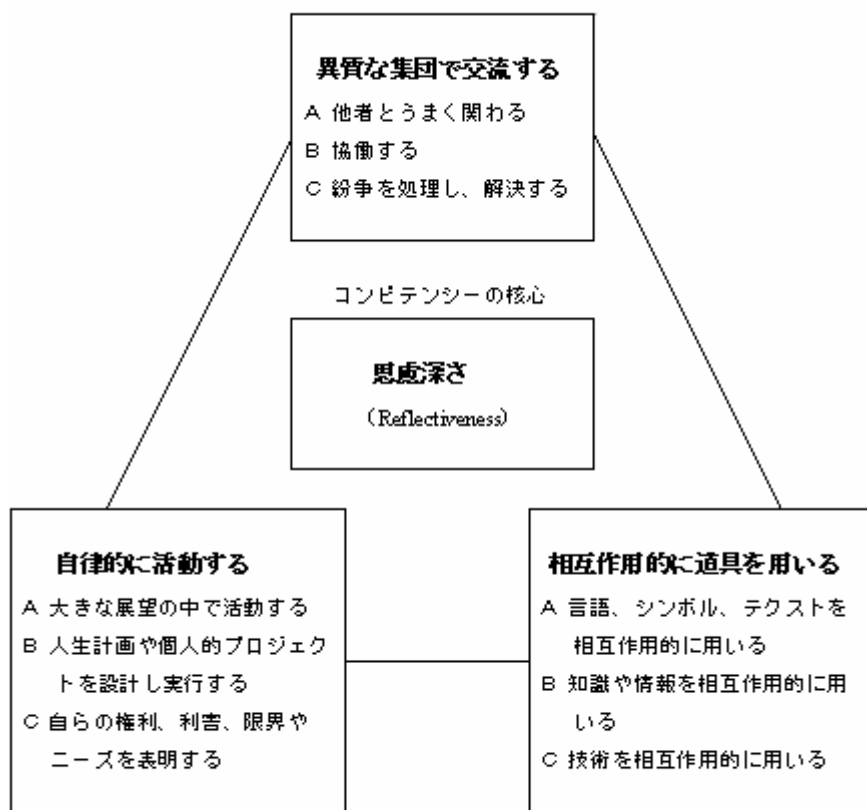 異質な集団で交流する
A 他者とうまく関わる
B 協働する
C 紛争を処理し、解決する
コンピテンシーの核心
思慮深さ
（Reflectiveness）
自律的に活動する
A 大きな展望の中で活動する
B 人生計画や個人的プロジェク
トを設計し実行する
C 自らの権利、利害、限界や
ニーズを表明する
相互作用的に道具を用いる
A 言語、シンボル、テクストを
相互作用的に用いる
B 知識や情報を相互作用的に用
いる
C 技術を相互作用的に用いる